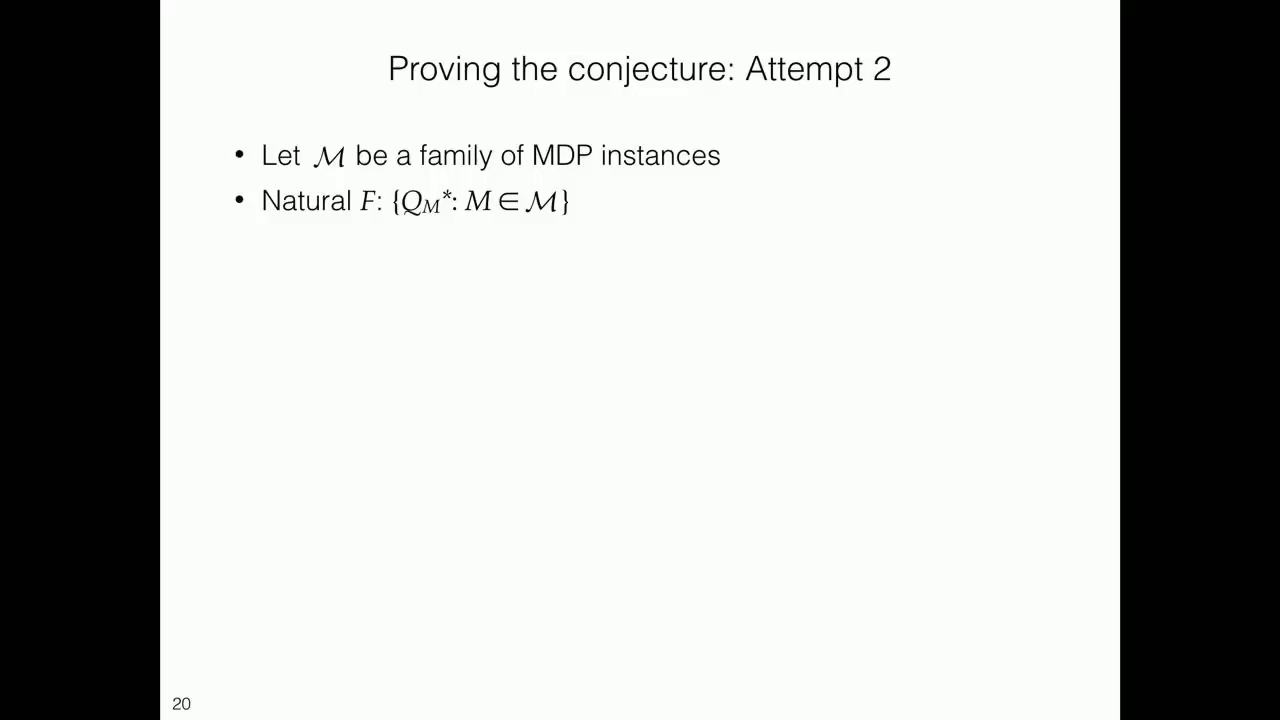 Proving the conjecture: Attempt 2
• Let ℳ be a family of MDP instances
• Natural F: {Q_M*: M ∈ ℳ}
20